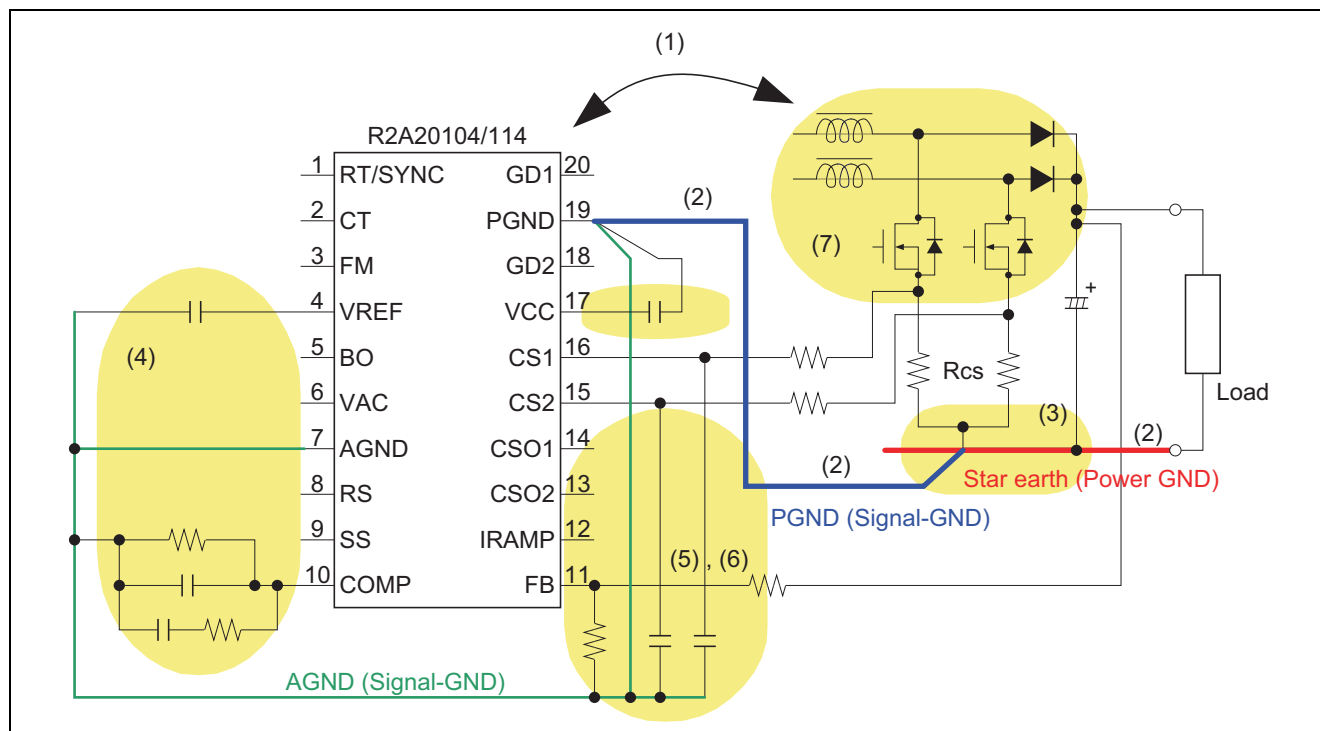 (1)
R2A20104/114
1 RT/SYNC GD1 20
2 CT PGND 19
3 FM GD2 18
4 VREF VCC 17
5 BO CS1 16
6 VAC CS2 15
7 AGND CSO1 14
8 RS CSO2 13
9 SS IRAMP 12
10 COMP FB 11
(2)
(7)
+
(4)
Rcs
Load
(3)
(2)
(2)
Star earth (Power GND)
PGND (Signal-GND)
(5) , (6)
AGND (Signal-GND)